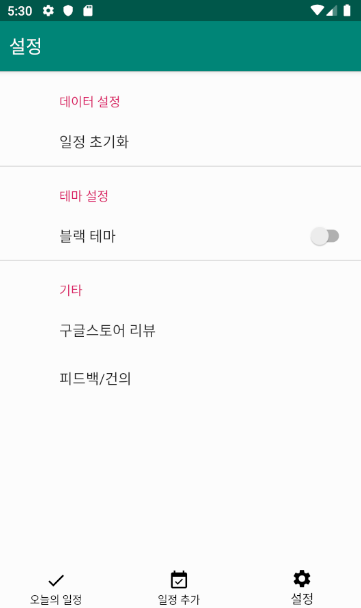 5:30
설정
데이터 설정
일정 초기화
테마 설정
블랙 테마
기타
구글스토어 리뷰
피드백/건의
오늘의 일정
일정 추가
설정